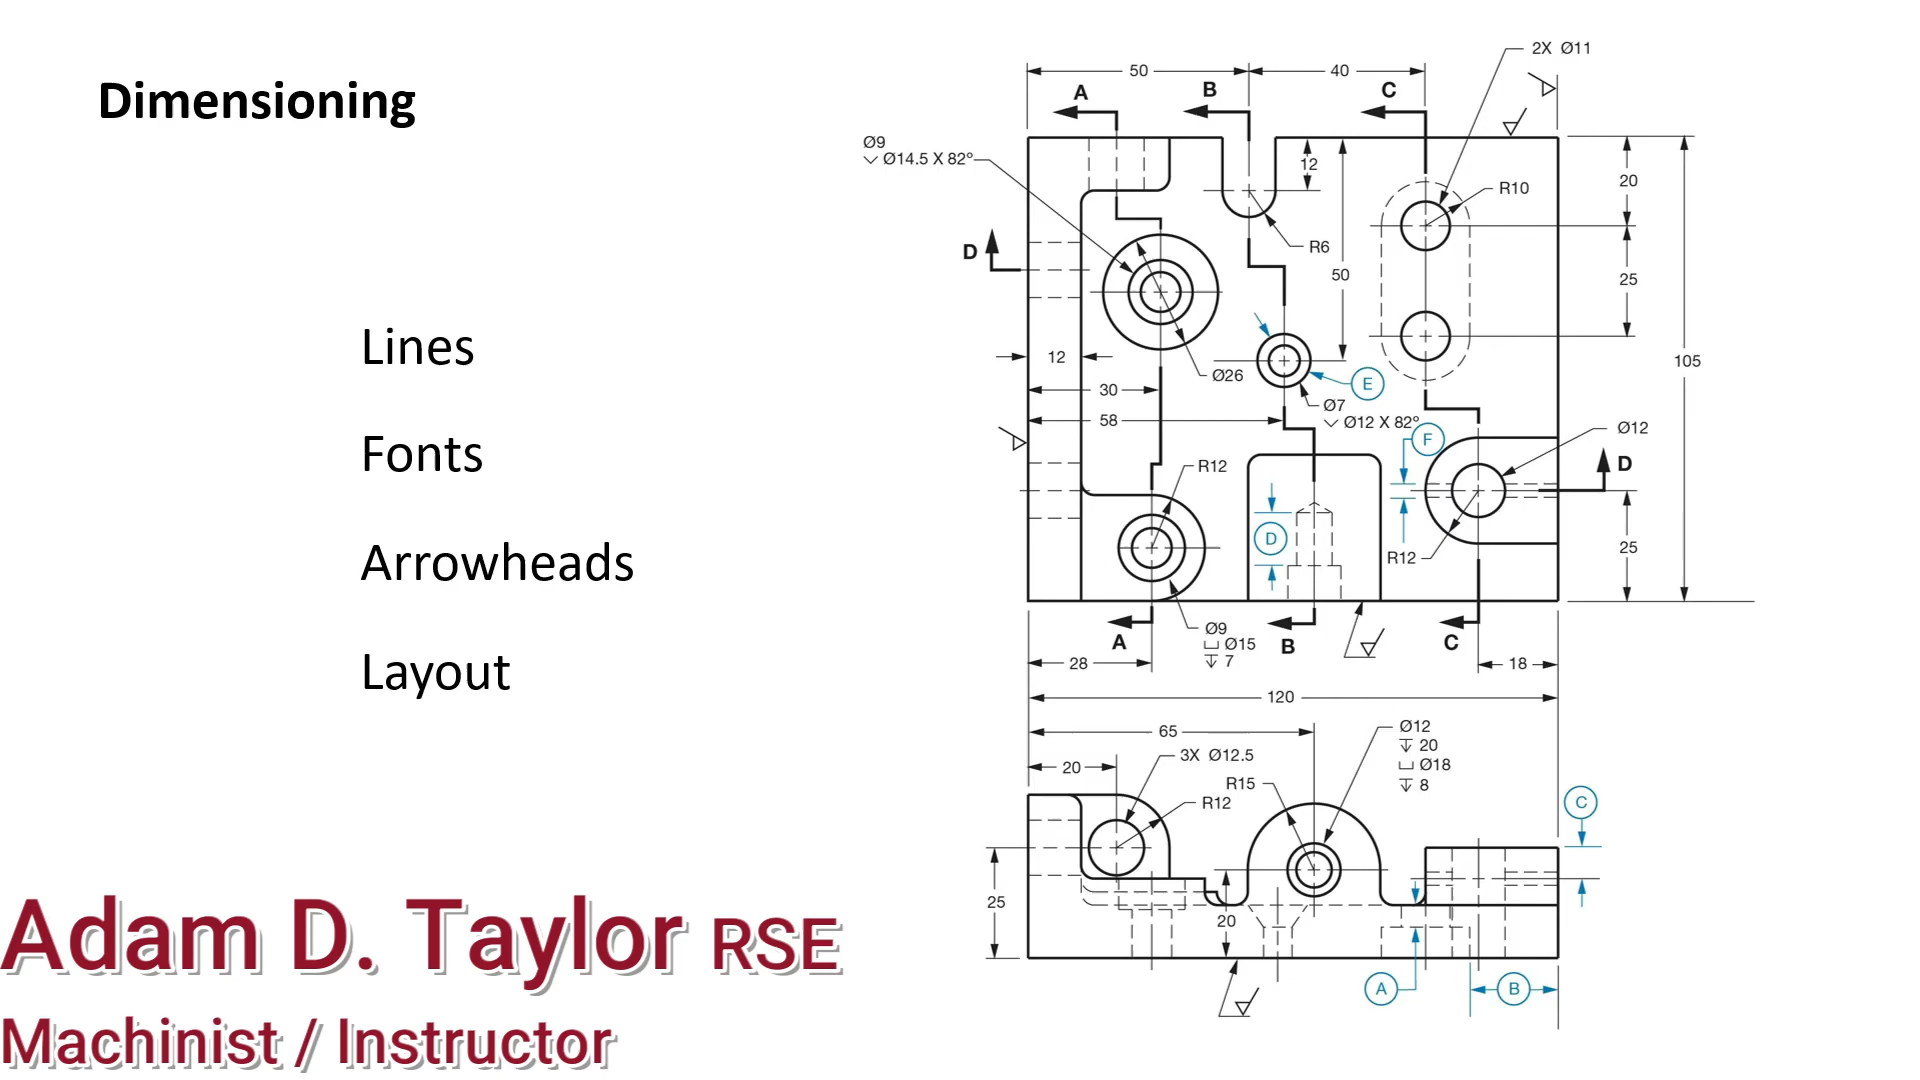 Dimensioning
Lines
Fonts
Arrowheads
Layout
Adam D. Taylor RSE
Machinist / Instructor
2X Ø11
50
40
A
B
C
Ø9
⌵ Ø14.5 X 82°
12
20
R10
R6
D
50
25
12
Ø26
E
105
30
Ø7
58
⌵ Ø12 X 82°
F
Ø12
R12
D
D
R12
25
A
B
C
Ø9
⌴ Ø15
↧ 7
28
18
120
65
Ø12
↧ 20
⌴ Ø18
↧ 8
20
3X Ø12.5
R15
R12
C
25
20
A
B